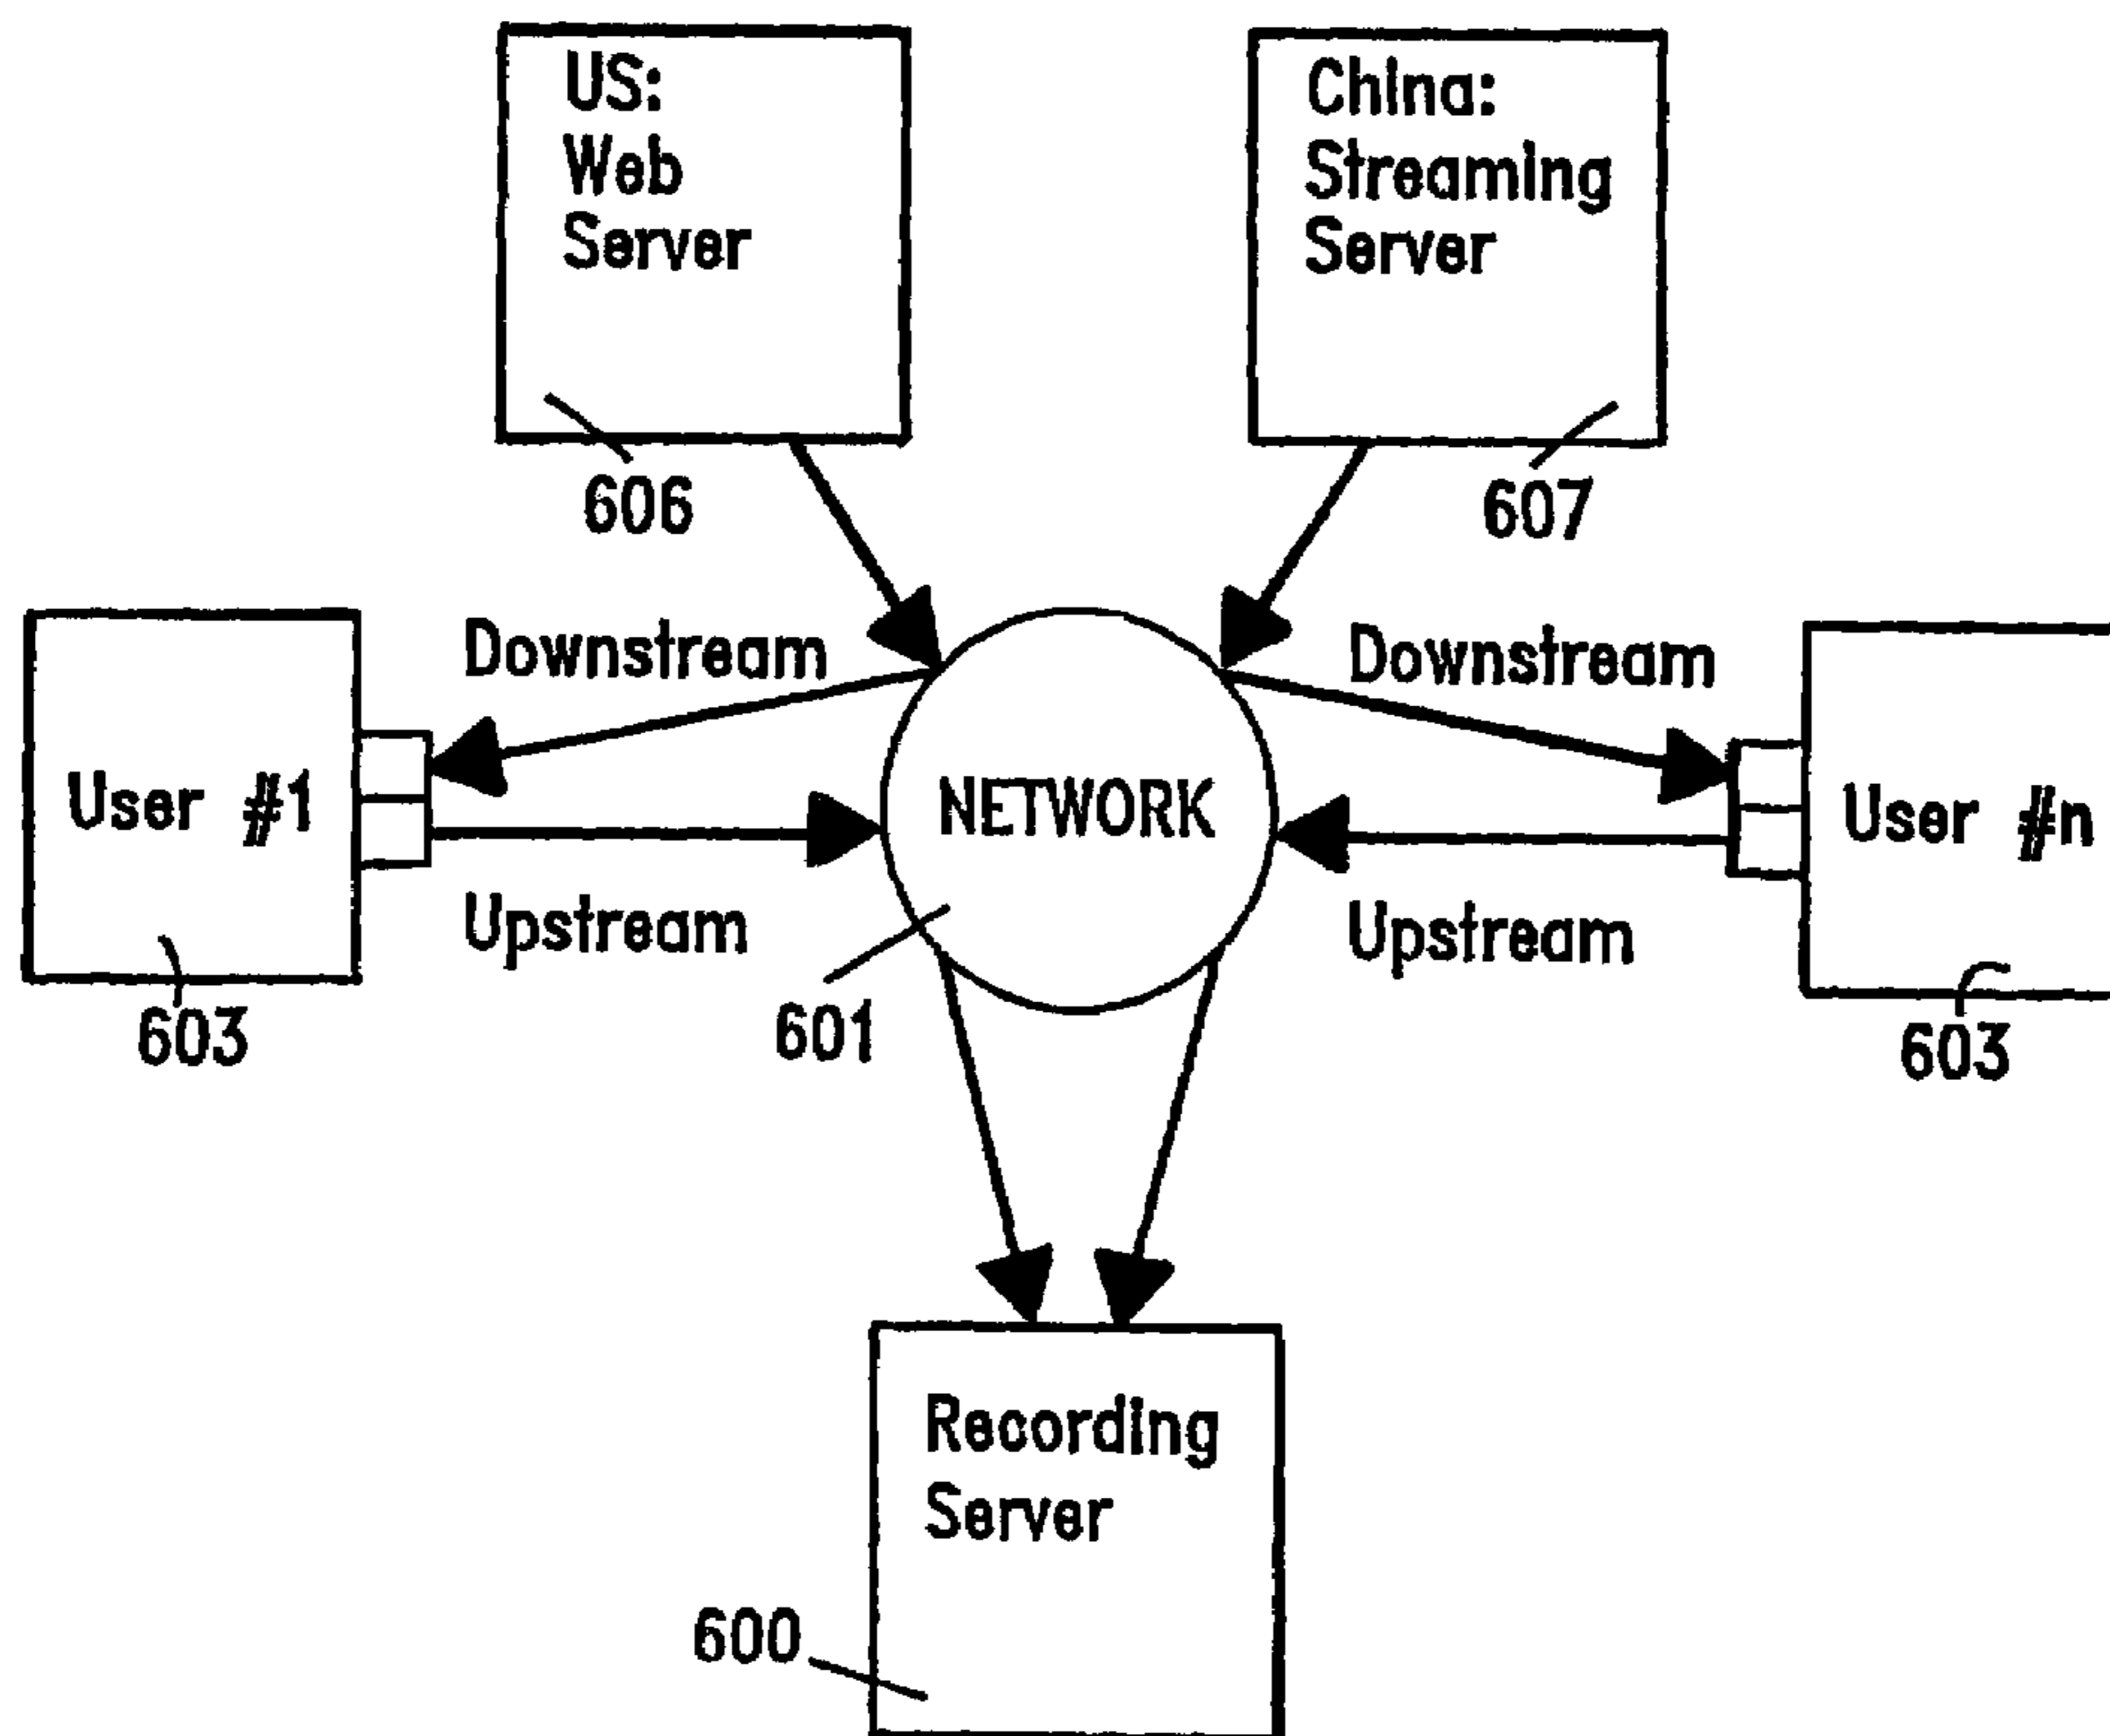 US:
Web
Server
China:
Streaming
Server
606
607
Downstream
Downstream
User #1
NETWORK
User #n
Upstream
Upstream
603
601
603
Recording
Server
600